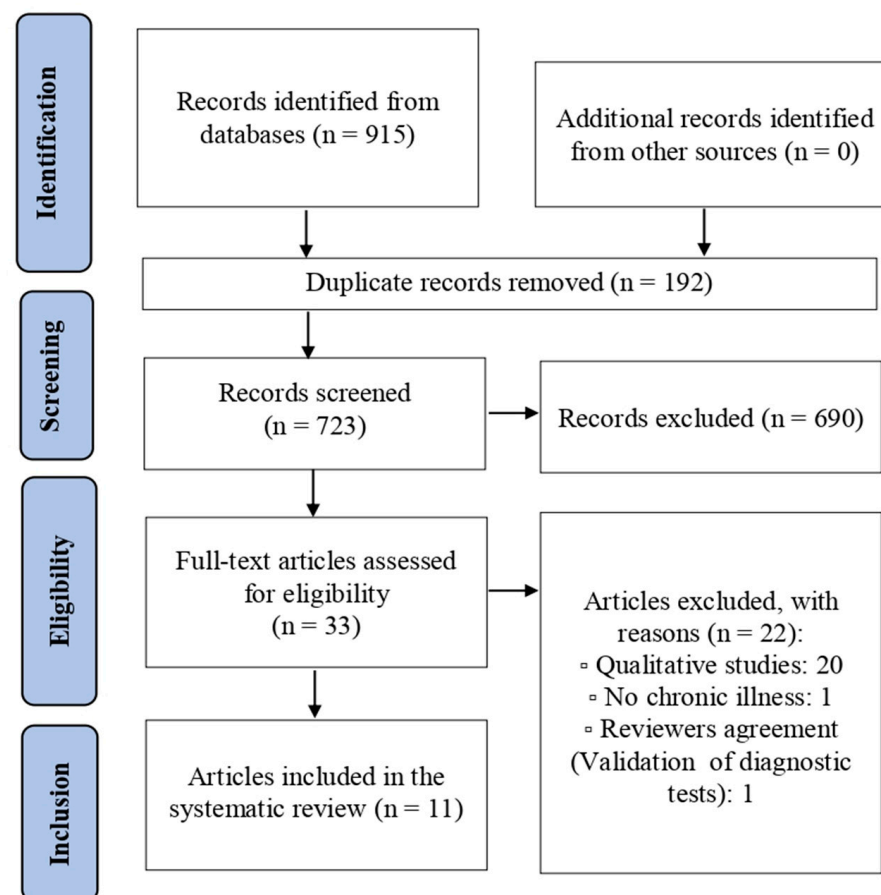 Identification
Records identified from
databases (n = 915)
Additional records identified
from other sources (n = 0)
Duplicate records removed (n = 192)
Screening
Records screened
(n = 723)
Records excluded (n = 690)
Eligibility
Full-text articles assessed
for eligibility
(n = 33)
Articles excluded, with
reasons (n = 22):
▫ Qualitative studies: 20
▫ No chronic illness: 1
▫ Reviewers agreement
(Validation of diagnostic
tests): 1
Inclusion
Articles included in the
systematic review (n = 11)